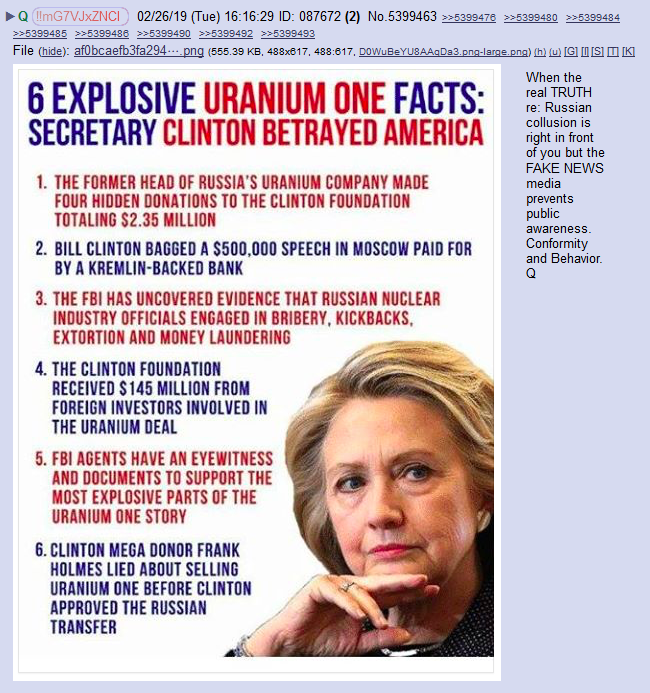 ▶ Q !!mG7VJxZNCI 02/26/19 (Tue) 16:16:29 ID: 087672 (2) No.5399463 >>5399476 >>5399480 >>5399484
>>5399485 >>5399486 >>5399490 >>5399492 >>5399493
File (hide): af0bcaefb3fa294⋯.png (555.39 KB, 488x617, 488:617, D0WuBeYU8AAqDa3.png-large.png) (h) (u) [G] [I] [S] [T] [K]
6 EXPLOSIVE URANIUM ONE FACTS:
SECRETARY CLINTON BETRAYED AMERICA
1. THE FORMER HEAD OF RUSSIA'S URANIUM COMPANY MADE
FOUR HIDDEN DONATIONS TO THE CLINTON FOUNDATION
TOTALING $2.35 MILLION
2. BILL CLINTON BAGGED A $500,000 SPEECH IN MOSCOW PAID FOR
BY A KREMLIN-BACKED BANK
3. THE FBI HAS UNCOVERED EVIDENCE THAT RUSSIAN NUCLEAR
INDUSTRY OFFICIALS ENGAGED IN BRIBERY, KICKBACKS,
EXTORTION AND MONEY LAUNDERING
4. THE CLINTON FOUNDATION
RECEIVED $145 MILLION FROM
FOREIGN INVESTORS INVOLVED IN
THE URANIUM DEAL
5. FBI AGENTS HAVE AN EYEWITNESS
AND DOCUMENTS TO SUPPORT THE
MOST EXPLOSIVE PARTS OF THE
URANIUM ONE STORY
6. CLINTON MEGA DONOR FRANK
HOLMES LIED ABOUT SELLING
URANIUM ONE BEFORE CLINTON
APPROVED THE RUSSIAN
TRANSFER
When the
real TRUTH
re: Russian
collusion is
right in front
of you but the
FAKE NEWS
media
prevents
public
awareness.
Conformity
and Behavior.
Q